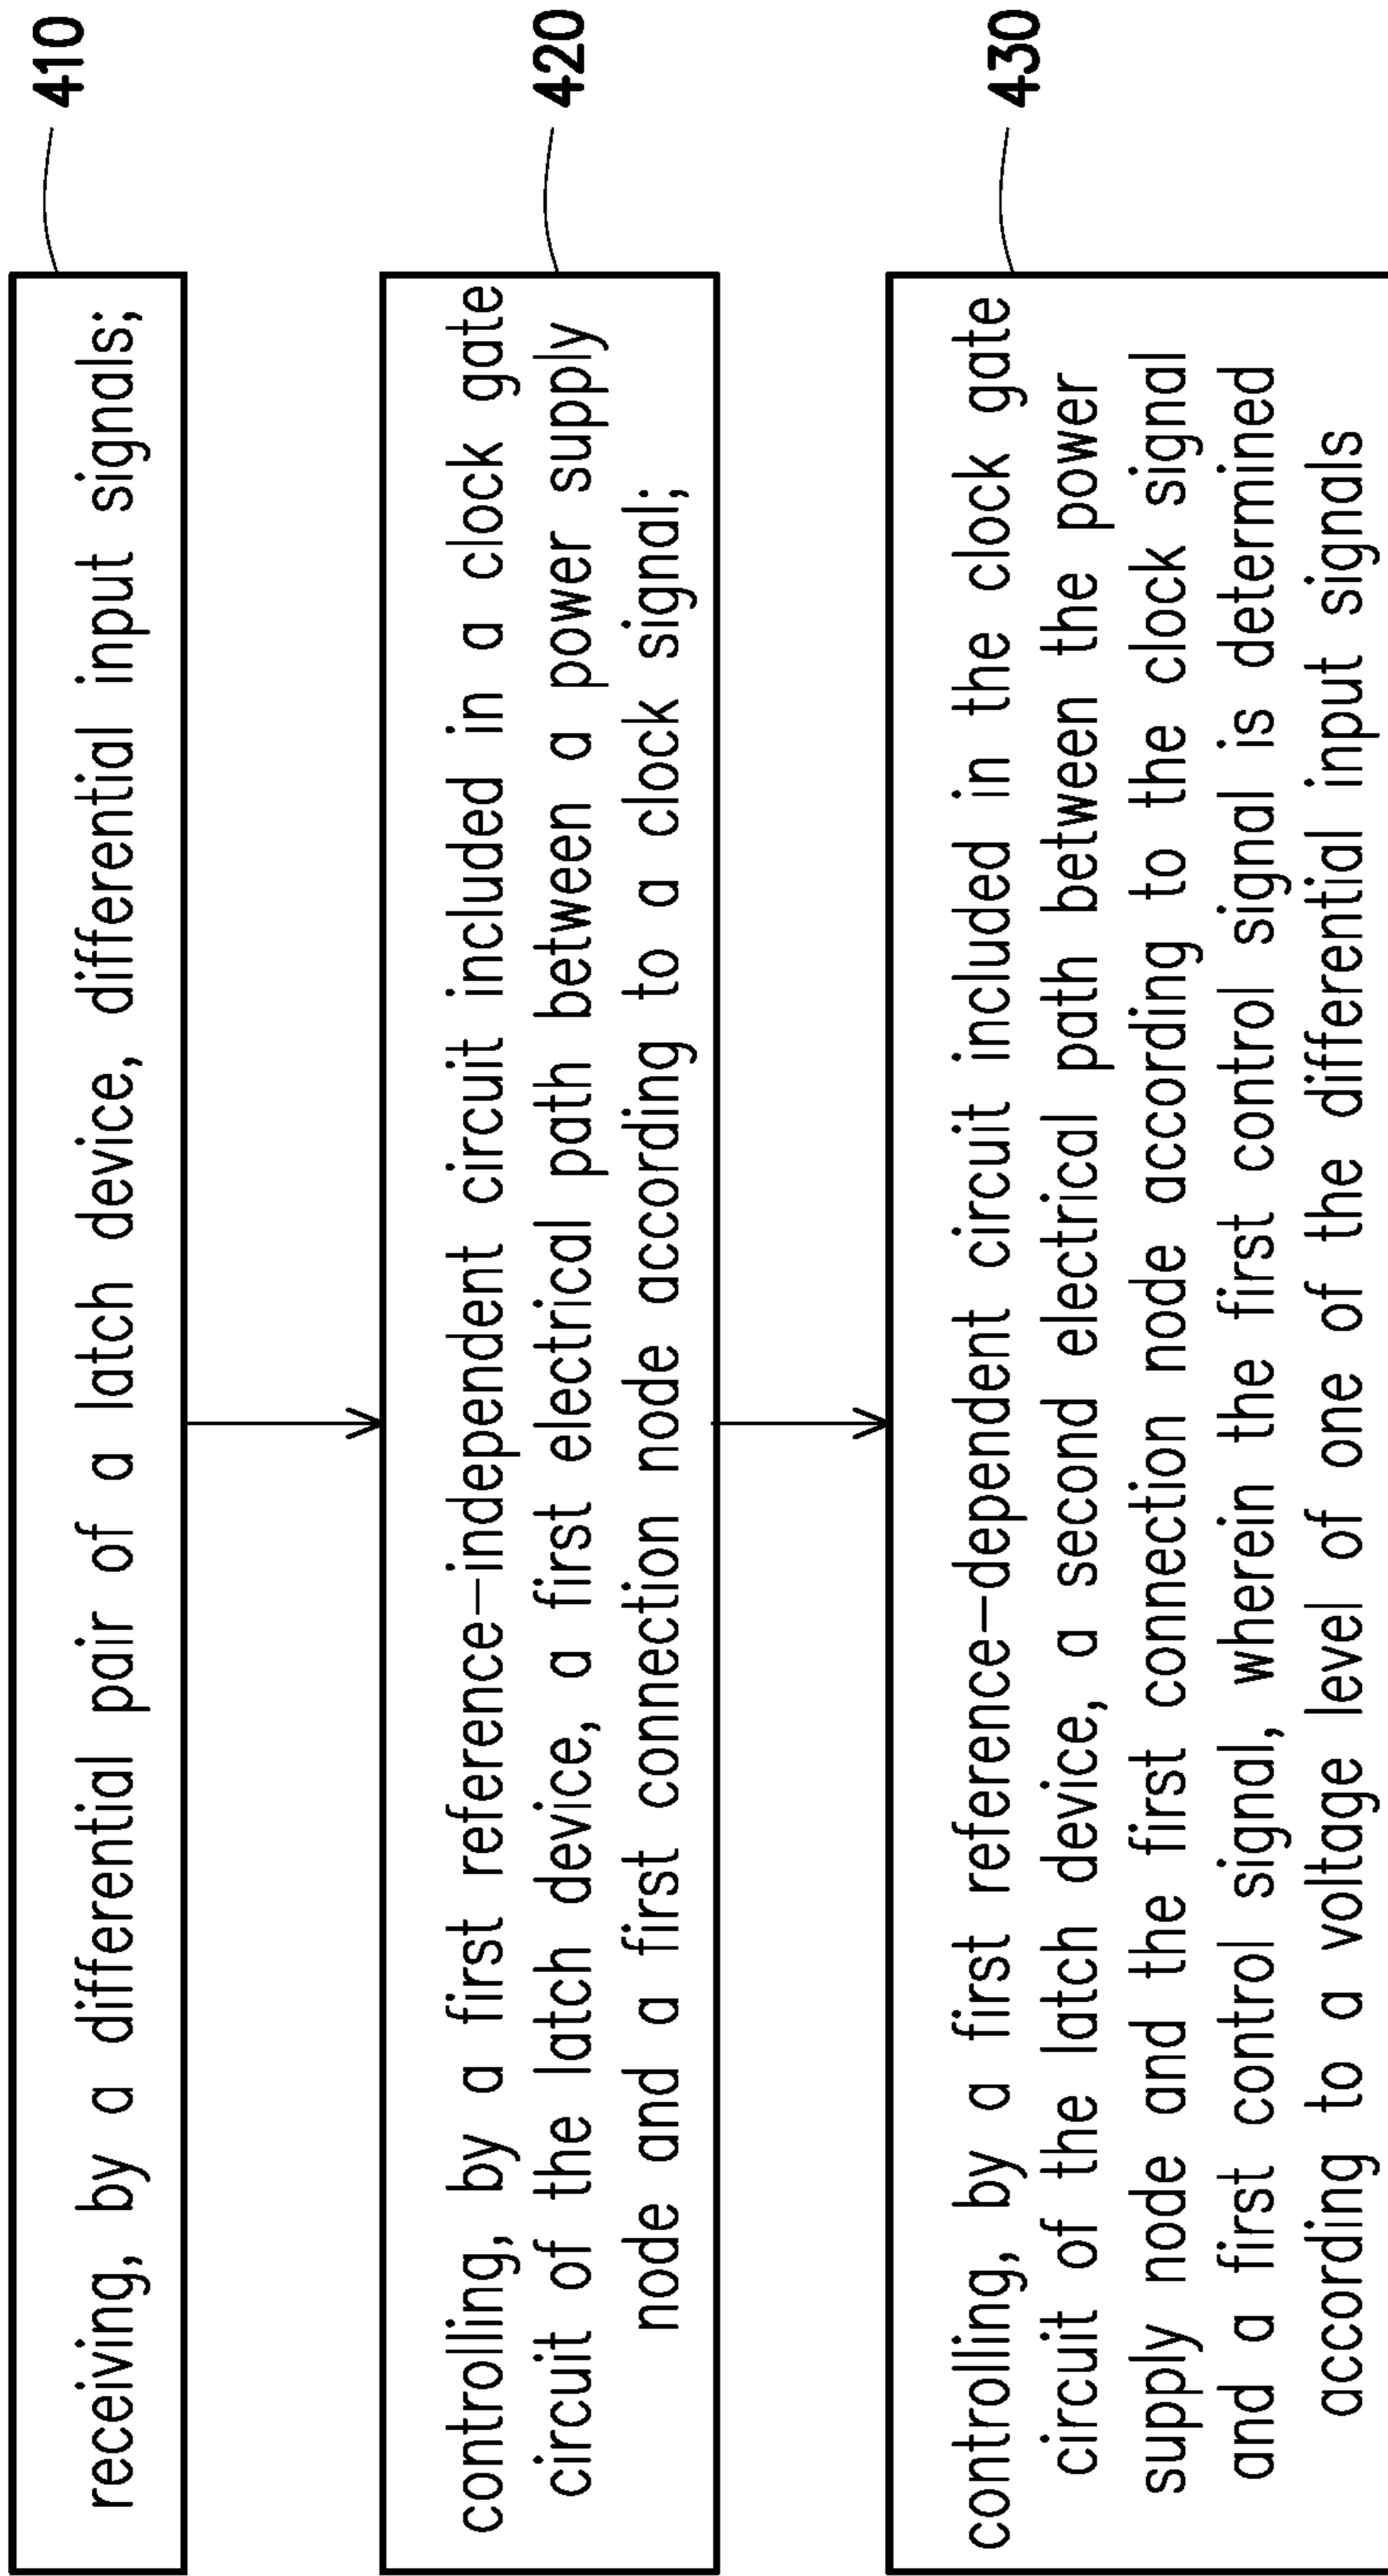 receiving, by a differential pair of a latch device, differential input signals;
410
controlling, by a first reference-independent circuit included in a clock gate
circuit of the latch device, a first electrical path between a power supply
node and a first connection node according to a clock signal;
420
controlling, by a first reference-dependent circuit included in the clock gate
circuit of the latch device, a second electrical path between the power
supply node and the first connection node according to the clock signal
and a first control signal, wherein the first control signal is determined
according to a voltage level of one of the differential input signals
430